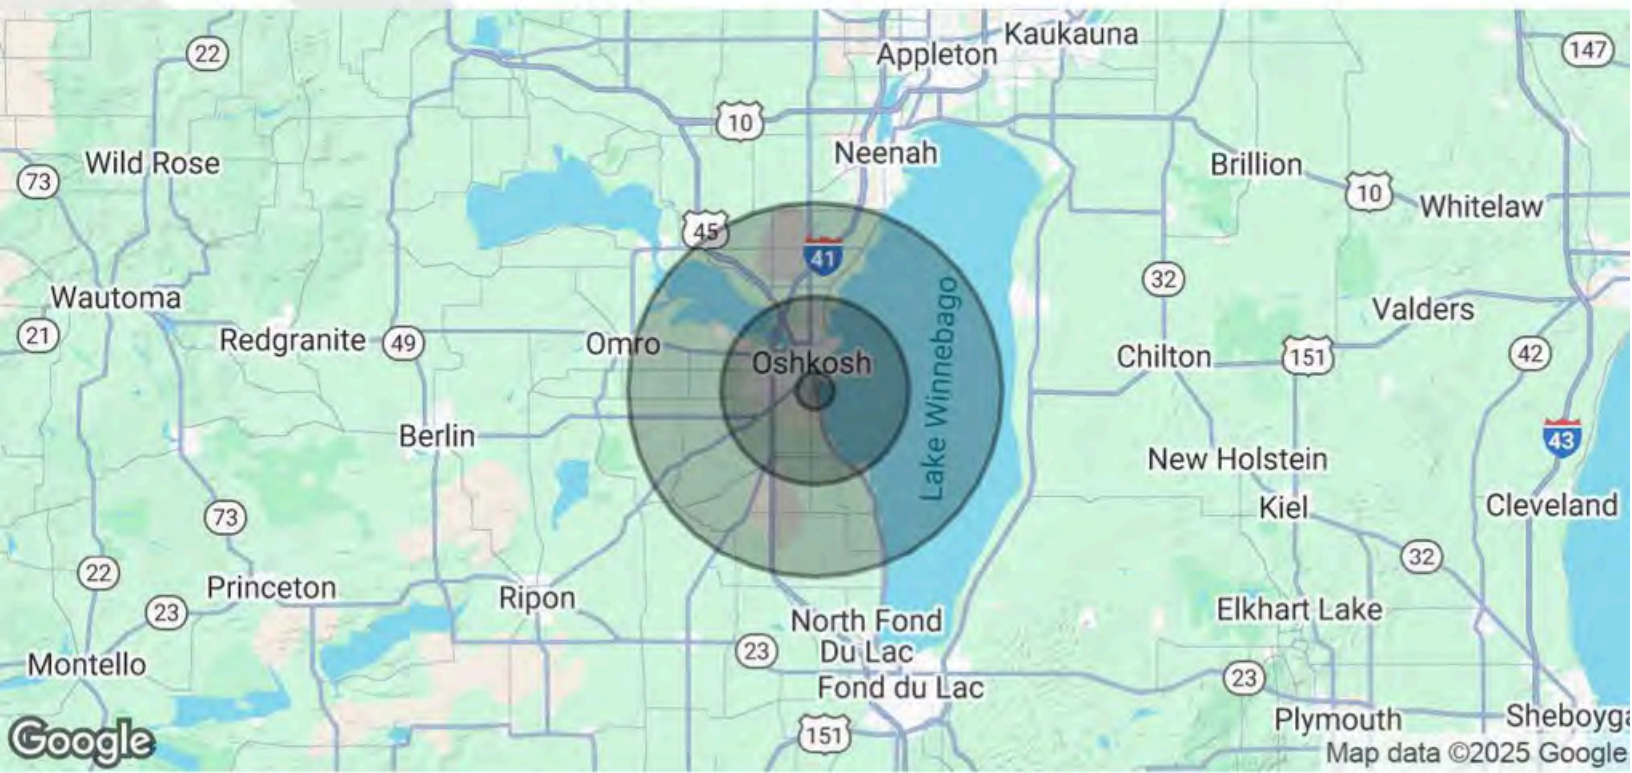 Kaukauna
Appleton
147
22
10
Neenah
Wild Rose
Brillion
73
10
Whitelaw
45
41
32
Wautoma
Valders
21
Redgranite
49
Omro
Oshkosh
Lake Winnebago
Chilton
151
42
Berlin
43
New Holstein
Kiel
Cleveland
73
32
22
Princeton
Ripon
23
North Fond
Du Lac
Elkhart Lake
23
Montello
Fond du Lac
23
151
Plymouth
Sheboyga
Google
Map data ©2025 Google